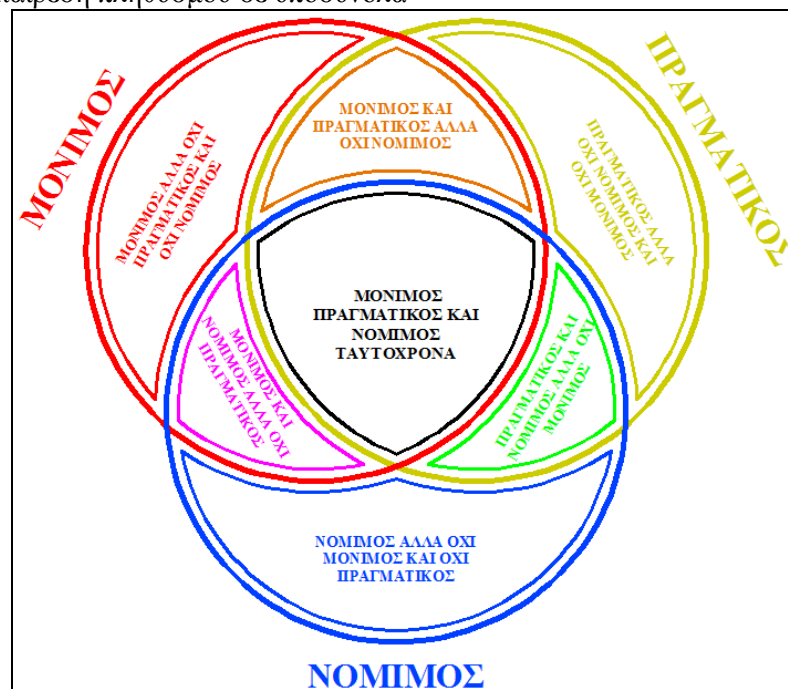 ΜΟΝΙΜΟΣ
ΠΡΑΓΜΑΤΙΚΟΣ
ΜΟΝΙΜΟΣ ΚΑΙ
ΠΡΑΓΜΑΤΙΚΟΣ ΑΛΛΑ
ΟΧΙ ΝΟΜΙΜΟΣ
ΜΟΝΙΜΟΣ ΑΛΛΑ ΟΧΙ
ΠΡΑΓΜΑΤΙΚΟΣ ΚΑΙ
ΟΧΙ ΝΟΜΙΜΟΣ
ΠΡΑΓΜΑΤΙΚΟΣ ΑΛΛΑ
ΟΧΙ ΝΟΜΙΜΟΣ ΚΑΙ
ΟΧΙ ΜΟΝΙΜΟΣ
ΜΟΝΙΜΟΣ
ΠΡΑΓΜΑΤΙΚΟΣ ΚΑΙ
ΝΟΜΙΜΟΣ
ΤΑΥΤΟΧΡΟΝΑ
ΜΟΝΙΜΟΣ ΚΑΙ
ΝΟΜΙΜΟΣ ΑΛΛΑ ΟΧΙ
ΠΡΑΓΜΑΤΙΚΟΣ
ΠΡΑΓΜΑΤΙΚΟΣ ΚΑΙ
ΝΟΜΙΜΟΣ ΑΛΛΑ ΟΧΙ
ΜΟΝΙΜΟΣ
ΝΟΜΙΜΟΣ ΑΛΛΑ ΟΧΙ
ΜΟΝΙΜΟΣ ΚΑΙ ΟΧΙ
ΠΡΑΓΜΑΤΙΚΟΣ
ΝΟΜΙΜΟΣ